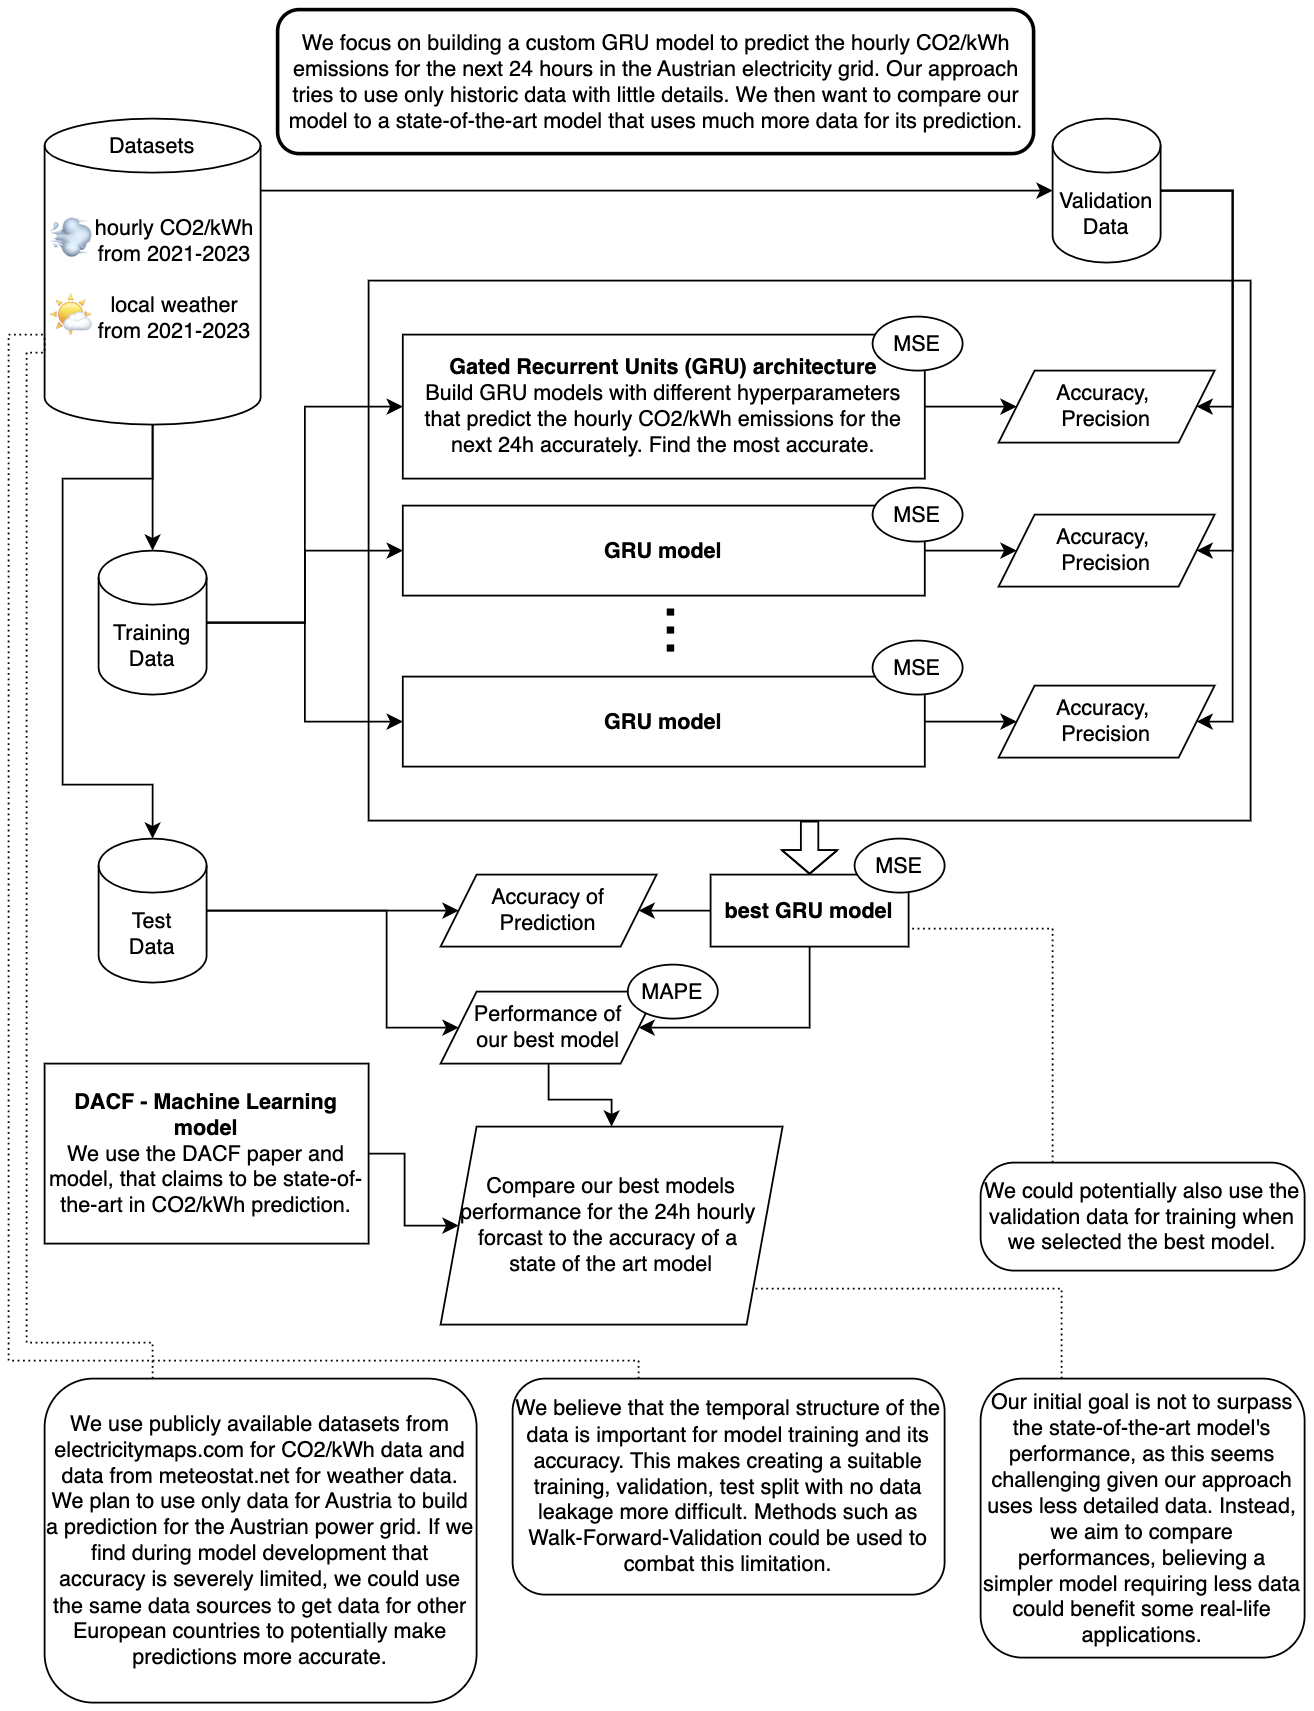 We focus on building a custom GRU model to predict the hourly CO2/kWh
emissions for the next 24 hours in the Austrian electricity grid. Our approach
tries to use only historic data with little details. We then want to compare our
model to a state-of-the-art model that uses much more data for its prediction.
Datasets
hourly CO2/kWh
from 2021-2023
local weather
from 2021-2023
Validation
Data
MSE
Gated Recurrent Units (GRU) architecture
Build GRU models with different hyperparameters
that predict the hourly CO2/kWh emissions for the
next 24h accurately. Find the most accurate.
Accuracy,
Precision
MSE
GRU model
Accuracy,
Precision
Training
Data
MSE
GRU model
Accuracy,
Precision
Test
Data
Accuracy of
Prediction
MSE
best GRU model
MAPE
Performance of
our best model
DACF - Machine Learning
model
We use the DACF paper and
model, that claims to be state-of-
the-art in CO2/kWh prediction.
Compare our best models
performance for the 24h hourly
forcast to the accuracy of a
state of the art model
We could potentially also use the
validation data for training when
we selected the best model.
We use publicly available datasets from
electricitymaps.com for CO2/kWh data and
data from meteostat.net for weather data.
We plan to use only data for Austria to build
a prediction for the Austrian power grid. If we
find during model development that
accuracy is severely limited, we could use
the same data sources to get data for other
European countries to potentially make
predictions more accurate.
We believe that the temporal structure of the
data is important for model training and its
accuracy. This makes creating a suitable
training, validation, test split with no data
leakage more difficult. Methods such as
Walk-Forward-Validation could be used to
combat this limitation.
Our initial goal is not to surpass
the state-of-the-art model's
performance, as this seems
challenging given our approach
uses less detailed data. Instead,
we aim to compare
performances, believing a
simpler model requiring less data
could benefit some real-life
applications.